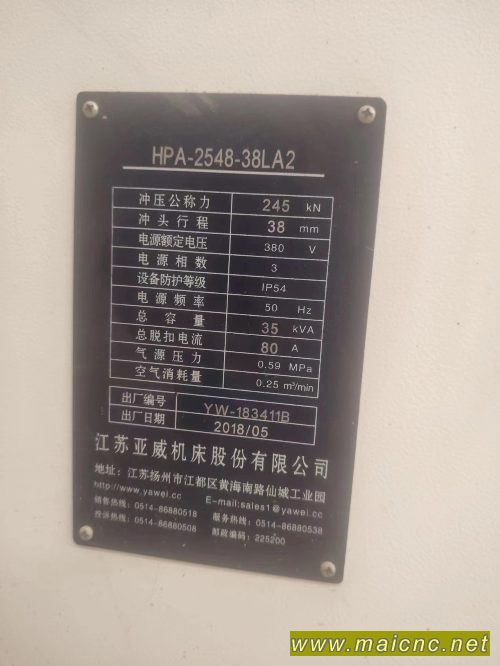 HPA-2548-38LA2
冲压公称力 245 kN
冲头行程 38 mm
电源额定电压 380 V
电源相数 3
设备防护等级 IP54
电源频率 50 Hz
总容量 35 kVA
总脱扣电流 80 A
气源压力 0.59 MPa
空气消耗量 0.25 m³/min
出厂编号 YW-183411B
出厂日期 2018/05
江苏亚威机床股份有限公司
地址: 江苏扬州市江都区黄海南路仙城工业园
http://www.yawei.cc E-mail:sales1@yawei.cc
销售热线: 0514-86880518 服务热线: 0514-86880538
投诉热线: 0514-86880508 邮政编码: 225200
www.maicnc.net